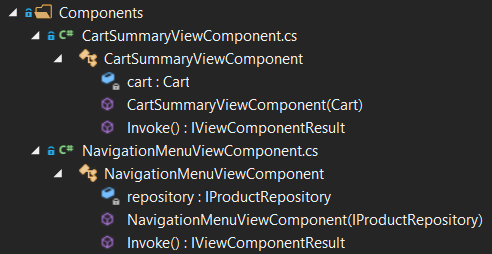 Components
C# CartSummaryViewComponent.cs
CartSummaryViewComponent
cart : Cart
CartSummaryViewComponent(Cart)
Invoke() : IViewComponentResult
C# NavigationMenuViewComponent.cs
NavigationMenuViewComponent
repository : IProductRepository
NavigationMenuViewComponent(IProductRepository)
Invoke() : IViewComponentResult